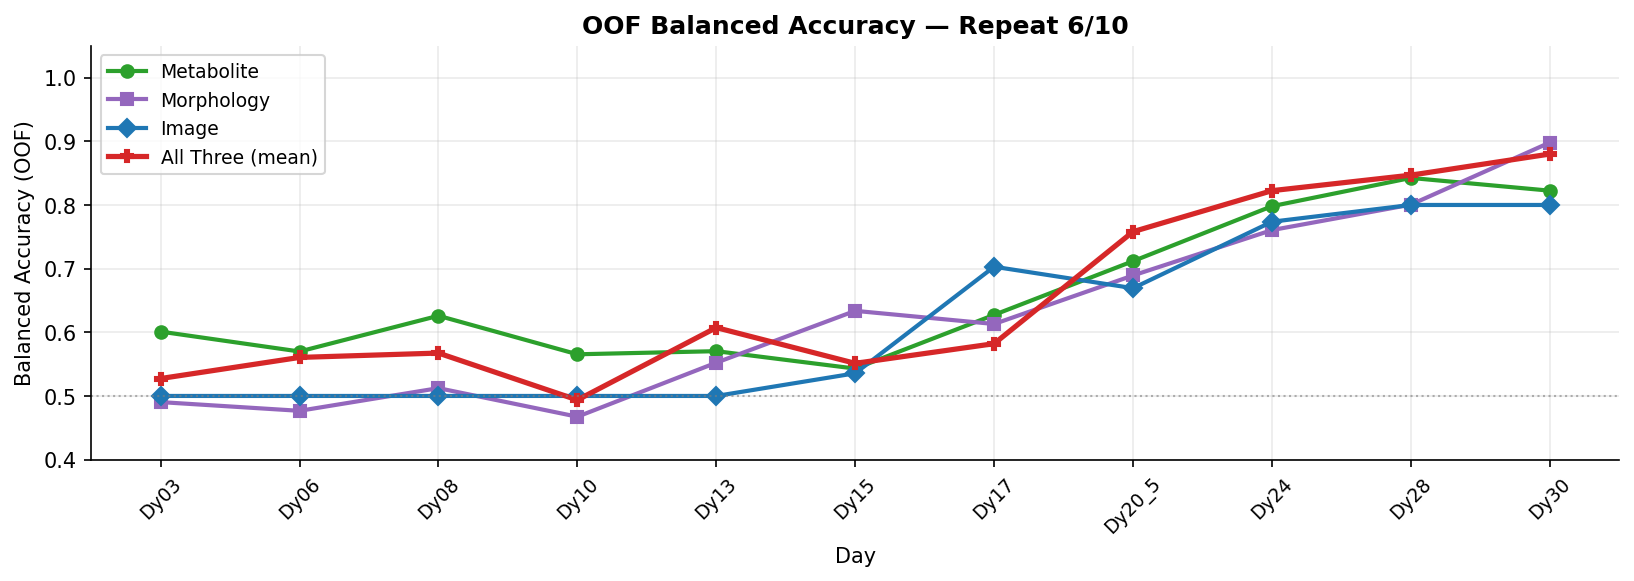 OOF Balanced Accuracy — Repeat 6/10
Metabolite
Morphology
Image
All Three (mean)
Balanced Accuracy (OOF)
1.0
0.9
0.8
0.7
0.6
0.5
0.4
Dy03
Dy06
Dy08
Dy10
Dy13
Dy15
Dy17
Dy20_5
Dy24
Dy28
Dy30
Day